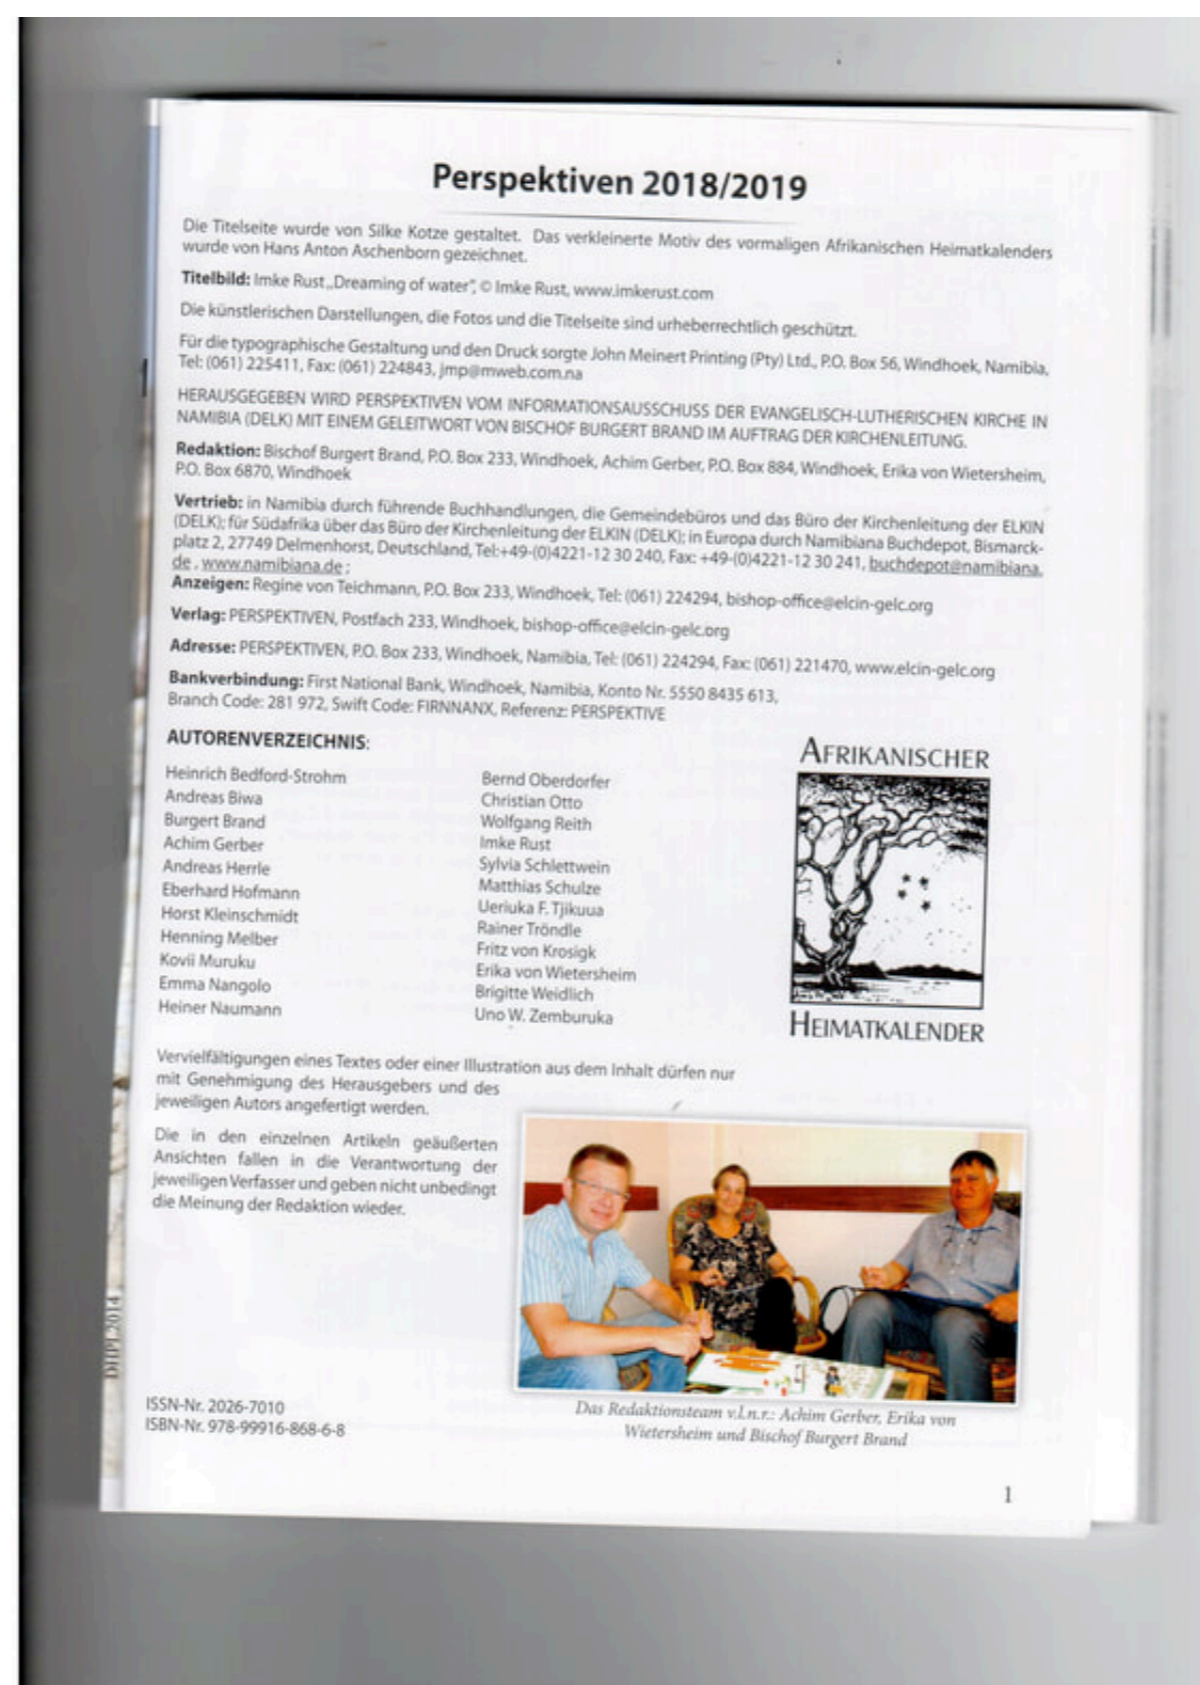 Perspektiven 2018/2019
Die Titelseite wurde von Silke Kotze gestaltet. Das verkleinerte Motiv des vormaligen Afrikanischen Heimatkalenders
wurde von Hans Anton Aschenborn gezeichnet.
Titelbild: Imke Rust „Dreaming of water“, © Imke Rust, www.imkerust.com
Die künstlerischen Darstellungen, die Fotos und die Titelseite sind urheberrechtlich geschützt.
Für die typographische Gestaltung und den Druck sorgte John Meinert Printing (Pty) Ltd., P.O. Box 56, Windhoek, Namibia,
Tel: (061) 225411, Fax: (061) 224843, jmp@mweb.com.na
HERAUSGEGEBEN WIRD PERSPEKTIVEN VOM INFORMATIONSAUSSCHUSS DER EVANGELISCH-LUTHERISCHEN KIRCHE IN
NAMIBIA (DELK) MIT EINEM GELEITWORT VON BISCHOF BURGERT BRAND IM AUFTRAG DER KIRCHENLEITUNG.
Redaktion: Bischof Burgert Brand, P.O. Box 233, Windhoek, Achim Gerber, P.O. Box 884, Windhoek, Erika von Wietersheim,
P.O. Box 6870, Windhoek
Vertrieb: in Namibia durch führende Buchhandlungen, die Gemeindebüros und das Büro der Kirchenleitung der ELKIN
(DELK); für Südafrika über das Büro der Kirchenleitung der ELKIN (DELK); in Europa durch Namibiana Buchdepot, Bismarck-
platz 2, 27749 Delmenhorst, Deutschland, Tel:+49-(0)4221-12 30 240, Fax: +49-(0)4221-12 30 241, buchdepot@namibiana.
de , www.namibiana.de ;
Anzeigen: Regine von Teichmann, P.O. Box 233, Windhoek, Tel: (061) 224294, bishop-office@elcin-gelc.org
Verlag: PERSPEKTIVEN, Postfach 233, Windhoek, bishop-office@elcin-gelc.org
Adresse: PERSPEKTIVEN, P.O. Box 233, Windhoek, Namibia, Tel: (061) 224294, Fax: (061) 221470, www.elcin-gelc.org
Bankverbindung: First National Bank, Windhoek, Namibia, Konto Nr. 5550 8435 613,
Branch Code: 281 972, Swift Code: FIRNNANX, Referenz: PERSPEKTIVE
AUTORENVERZEICHNIS:
Heinrich Bedford-Strohm
Andreas Biwa
Burgert Brand
Achim Gerber
Andreas Herrle
Eberhard Hofmann
Horst Kleinschmidt
Henning Melber
Kovii Muruku
Emma Nangolo
Heiner Naumann
Bernd Oberdorfer
Christian Otto
Wolfgang Reith
Imke Rust
Sylvia Schlettwein
Matthias Schulze
Ueriuka F. Tjikuua
Rainer Tröndle
Fritz von Krosigk
Erika von Wietersheim
Brigitte Weidlich
Uno W. Zemburuka
AFRIKANISCHER
HEIMATKALENDER
Vervielfältigungen eines Textes oder einer Illustration aus dem Inhalt dürfen nur
mit Genehmigung des Herausgebers und des
jeweiligen Autors angefertigt werden.
Die in den einzelnen Artikeln geäußerten
Ansichten fallen in die Verantwortung der
jeweiligen Verfasser und geben nicht unbedingt
die Meinung der Redaktion wieder.
DHPI 2014
ISSN-Nr. 2026-7010
ISBN-Nr. 978-99916-868-6-8
Das Redaktionsteam v.l.n.r.: Achim Gerber, Erika von
Wietersheim und Bischof Burgert Brand
1